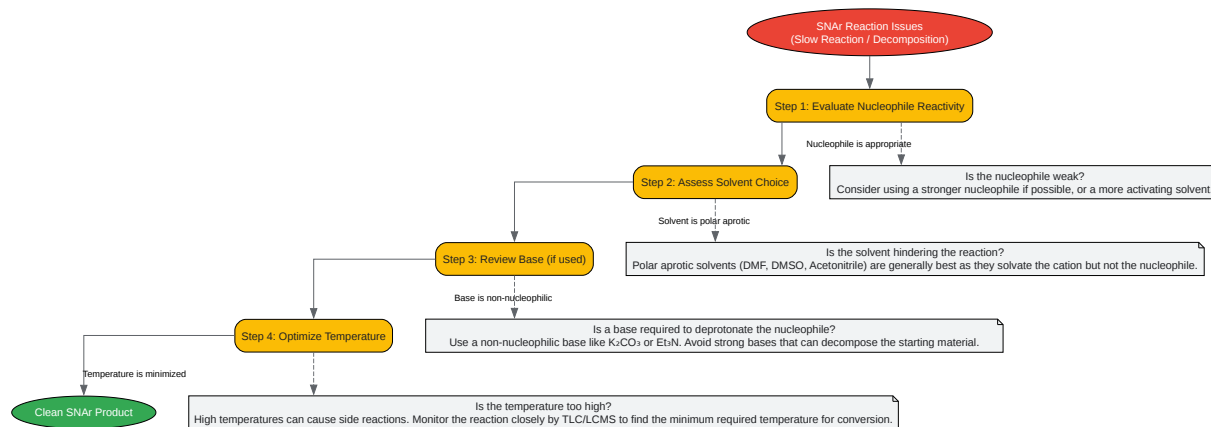 SNAr Reaction Issues
(Slow Reaction / Decomposition)
Step 1: Evaluate Nucleophile Reactivity
Nucleophile is appropriate
Is the nucleophile weak?
Consider using a stronger nucleophile if possible, or a more activating solvent
Step 2: Assess Solvent Choice
Solvent is polar aprotic
Is the solvent hindering the reaction?
Polar aprotic solvents (DMF, DMSO, Acetonitrile) are generally best as they solvate the cation but not the nucleophile.
Step 3: Review Base (if used)
Base is non-nucleophilic
Is a base required to deprotonate the nucleophile?
Use a non-nucleophilic base like K₂CO₃ or Et₃N. Avoid strong bases that can decompose the starting material.
Step 4: Optimize Temperature
Temperature is minimized
Is the temperature too high?
High temperatures can cause side reactions. Monitor the reaction closely by TLC/LCMS to find the minimum required temperature for conversion.
Clean SNAr Product